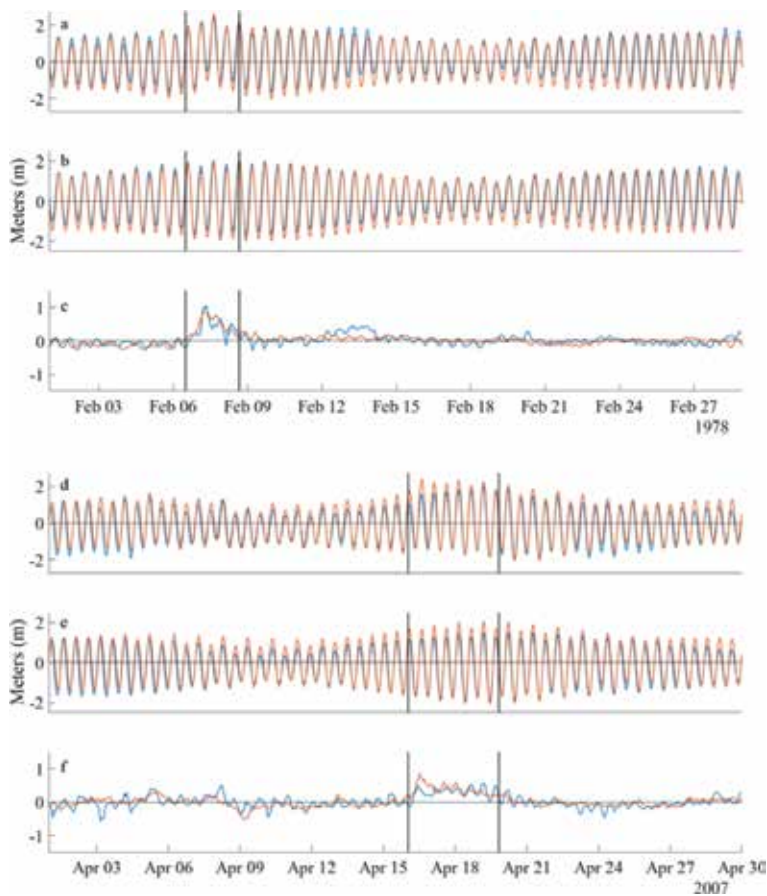 a
2
0
-2
b
2
0
-2
Meters (m)
c
1
0
-1
Feb 03 Feb 06 Feb 09 Feb 12 Feb 15 Feb 18 Feb 21 Feb 24 Feb 27
1978
d
2
0
-2
e
2
0
-2
Meters (m)
f
1
0
-1
Apr 03 Apr 06 Apr 09 Apr 12 Apr 15 Apr 18 Apr 21 Apr 24 Apr 27 Apr 30
2007